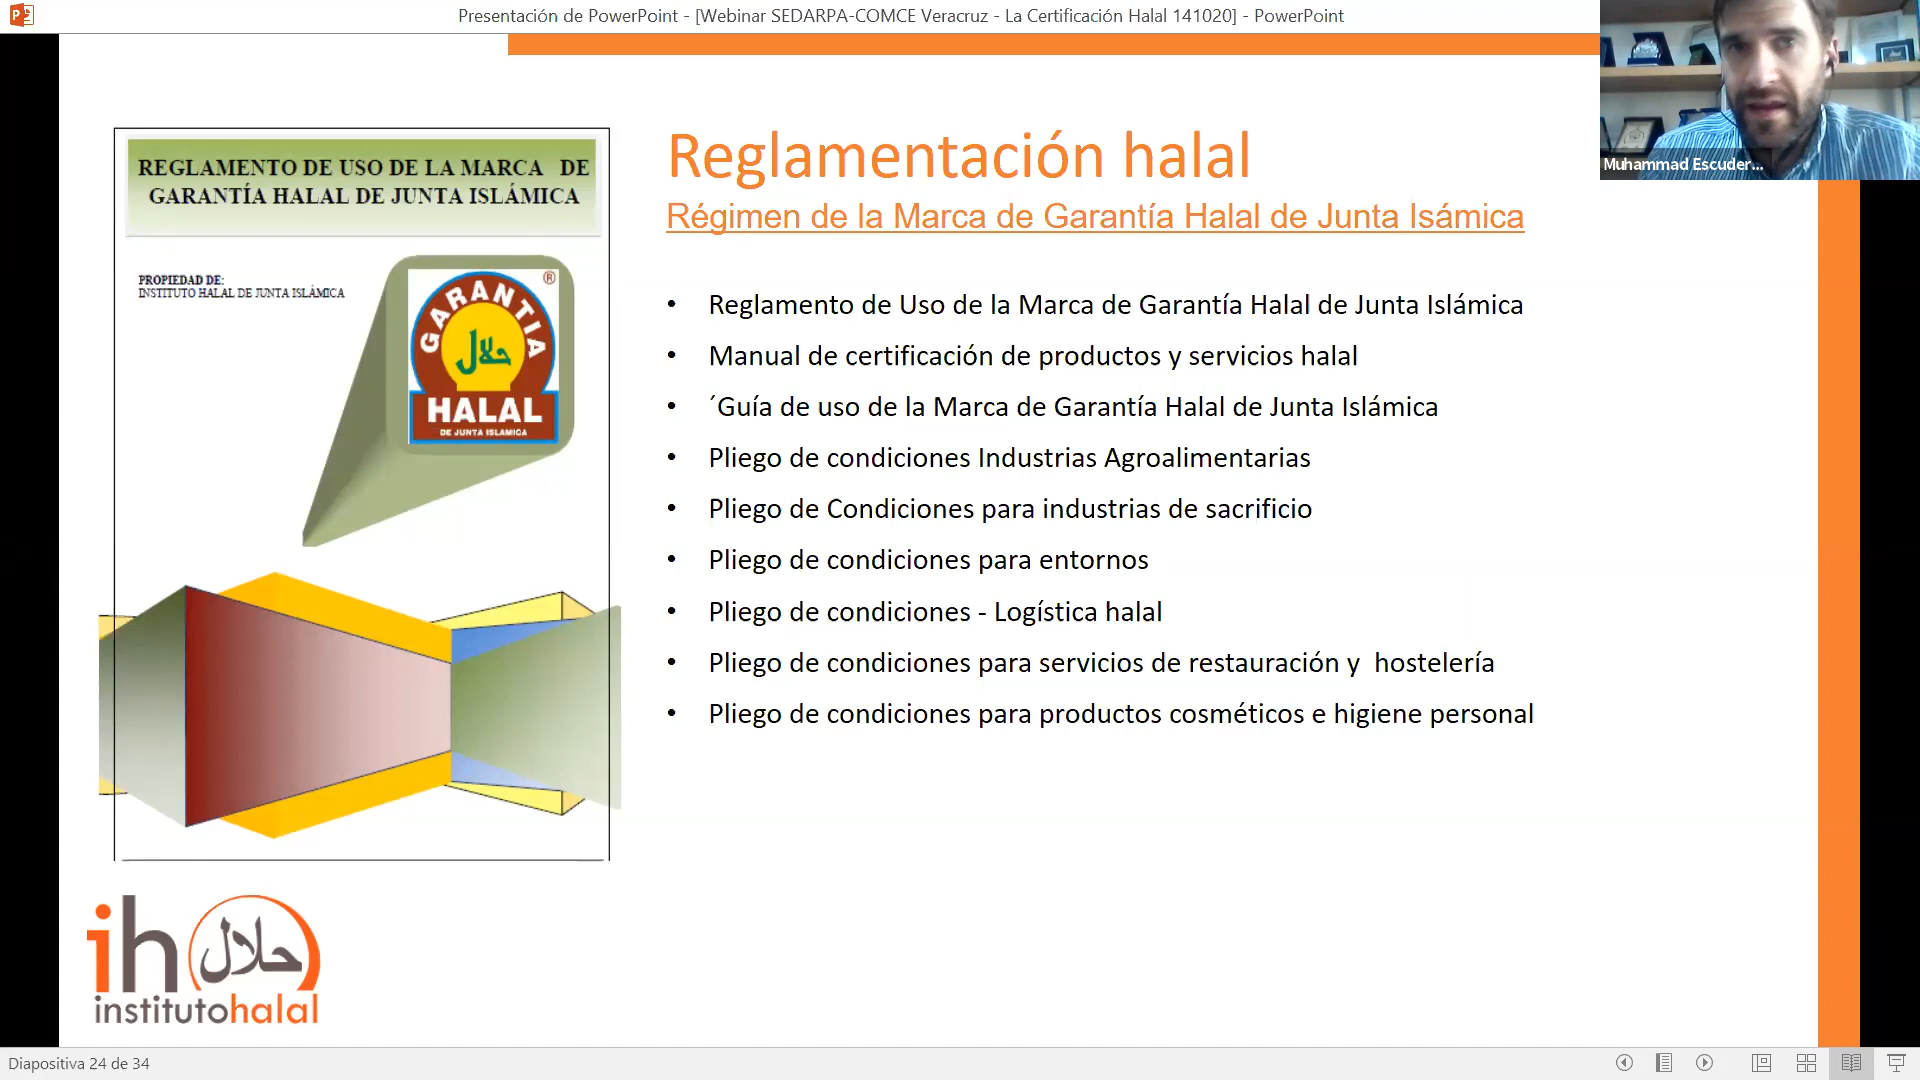 Presentación de PowerPoint - [Webinar SEDARPA-COMCE Veracruz - La Certificación Halal 141020] - PowerPoint
Muhammad Escuder...
REGLAMENTO DE USO DE LA MARCA DE
GARANTÍA HALAL DE JUNTA ISLÁMICA
PROPIEDAD DE:
INSTITUTO HALAL DE JUNTA ISLÁMICA
GARANTIA
®
حلال
HALAL
DE JUNTA ISLAMICA
Reglamentación halal
Régimen de la Marca de Garantía Halal de Junta Isámica
• Reglamento de Uso de la Marca de Garantía Halal de Junta Islámica
• Manual de certificación de productos y servicios halal
• ´Guía de uso de la Marca de Garantía Halal de Junta Islámica
• Pliego de condiciones Industrias Agroalimentarias
• Pliego de Condiciones para industrias de sacrificio
• Pliego de condiciones para entornos
• Pliego de condiciones - Logística halal
• Pliego de condiciones para servicios de restauración y hostelería
• Pliego de condiciones para productos cosméticos e higiene personal
ih حلال
institutohalal
Diapositiva 24 de 34